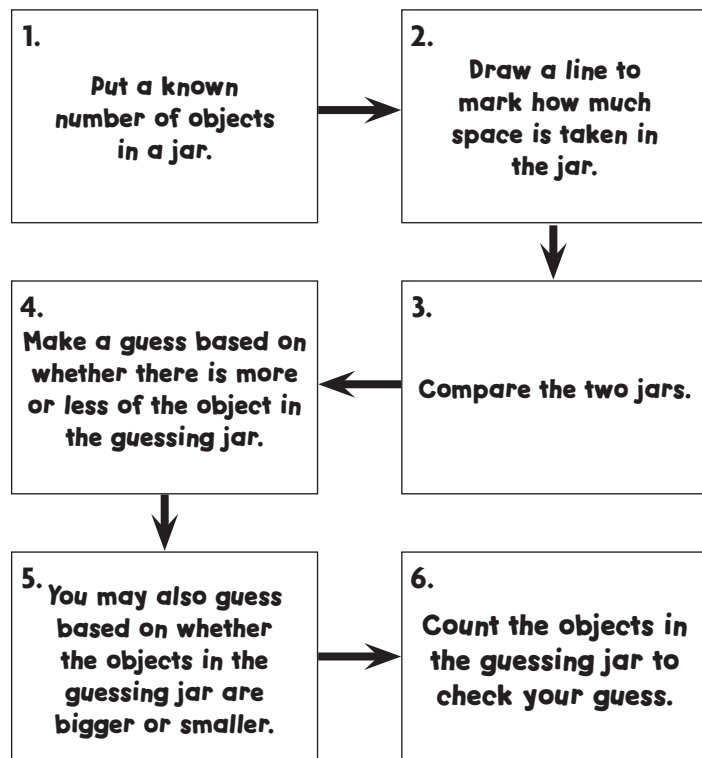 1.
Put a known
number of objects
in a jar.
2.
Draw a line to
mark how much
space is taken in
the jar.
3.
Compare the two jars.
4.
Make a guess based on
whether there is more
or less of the object in
the guessing jar.
5.
You may also guess
based on whether
the objects in the
guessing jar are
bigger or smaller.
6.
Count the objects in
the guessing jar to
check your guess.